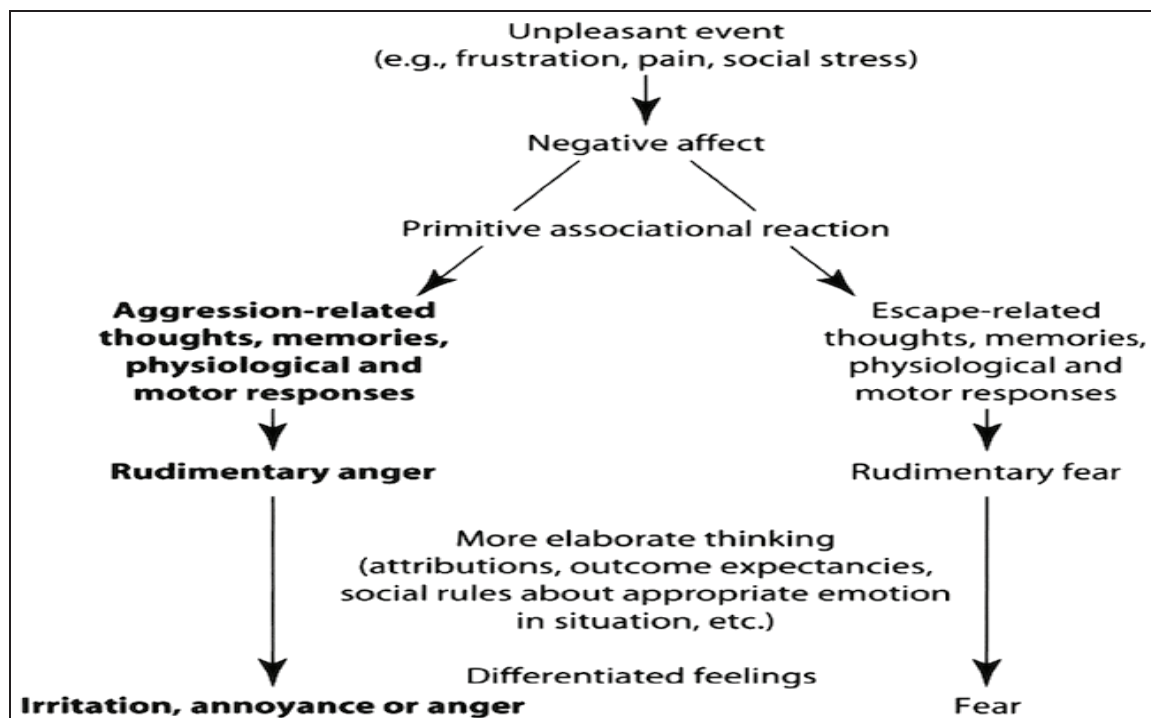 Unpleasant event
(e.g., frustration, pain, social stress)
Negative affect
Primitive associational reaction
Aggression-related
thoughts, memories,
physiological and
motor responses
Escape-related
thoughts, memories,
physiological and
motor responses
Rudimentary anger
Rudimentary fear
More elaborate thinking
(attributions, outcome expectancies,
social rules about appropriate emotion
in situation, etc.)
Differentiated feelings
Irritation, annoyance or anger
Fear